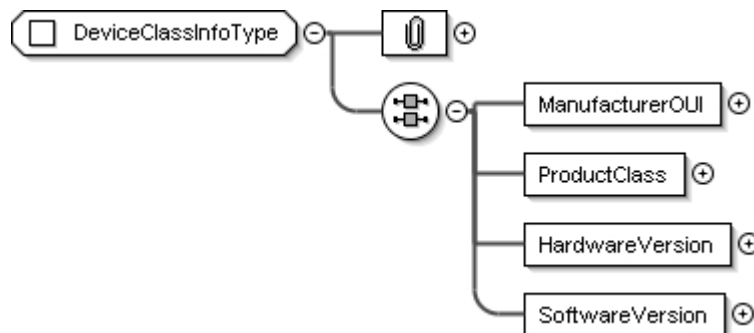 DeviceClassInfoType
ManufacturerOUI
ProductClass
HardwareVersion
SoftwareVersion